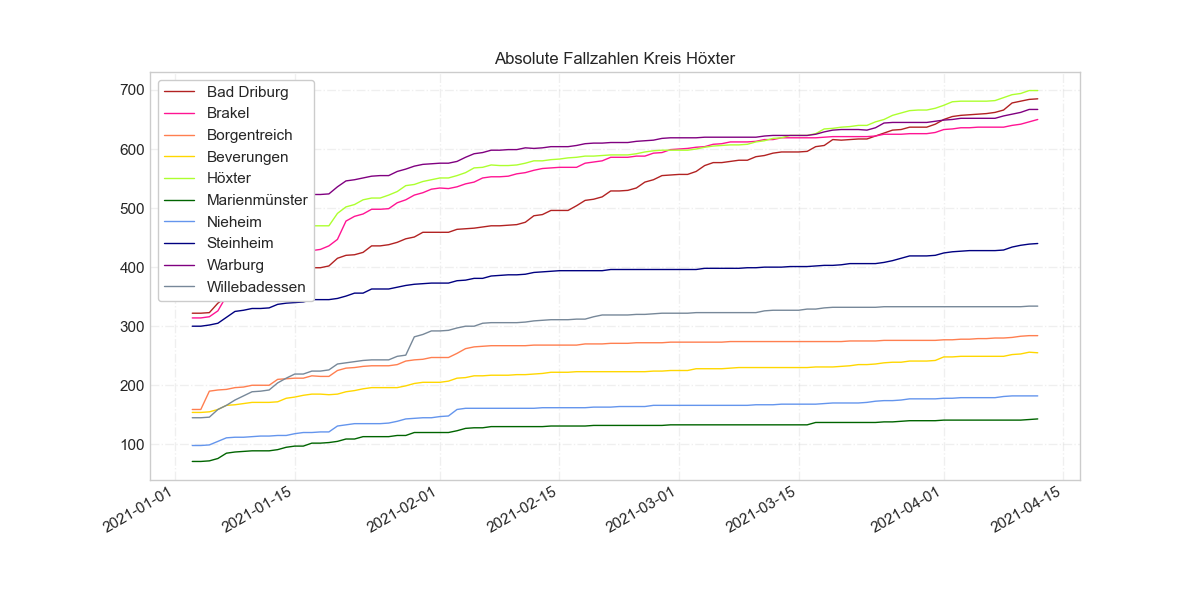 Absolute Fallzahlen Kreis Höxter
700
600
500
400
300
200
100
Bad Driburg
Brakel
Borgentreich
Beverungen
Höxter
Marienmünster
Nieheim
Steinheim
Warburg
Willebadessen
2021-01-01
2021-01-15
2021-02-01
2021-02-15
2021-03-01
2021-03-15
2021-04-01
2021-04-15